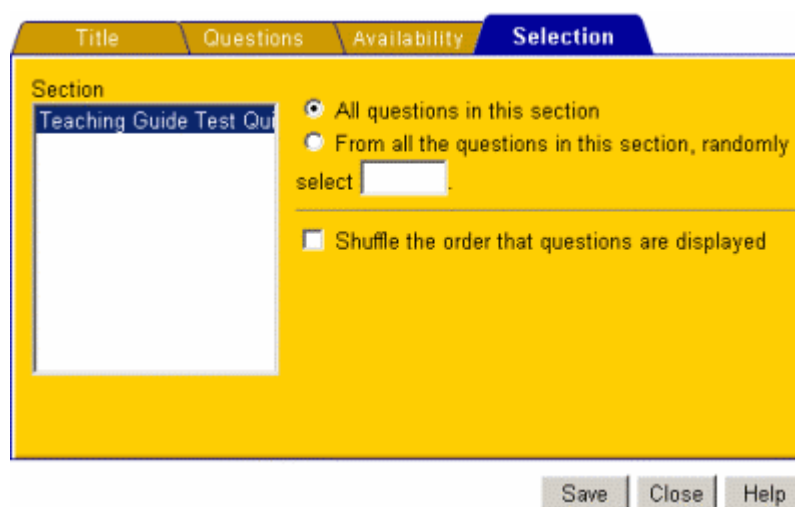 Title Questions Availability Selection
Section
Teaching Guide Test Qui
All questions in this section
From all the questions in this section, randomly
select .
Shuffle the order that questions are displayed
Save Close Help